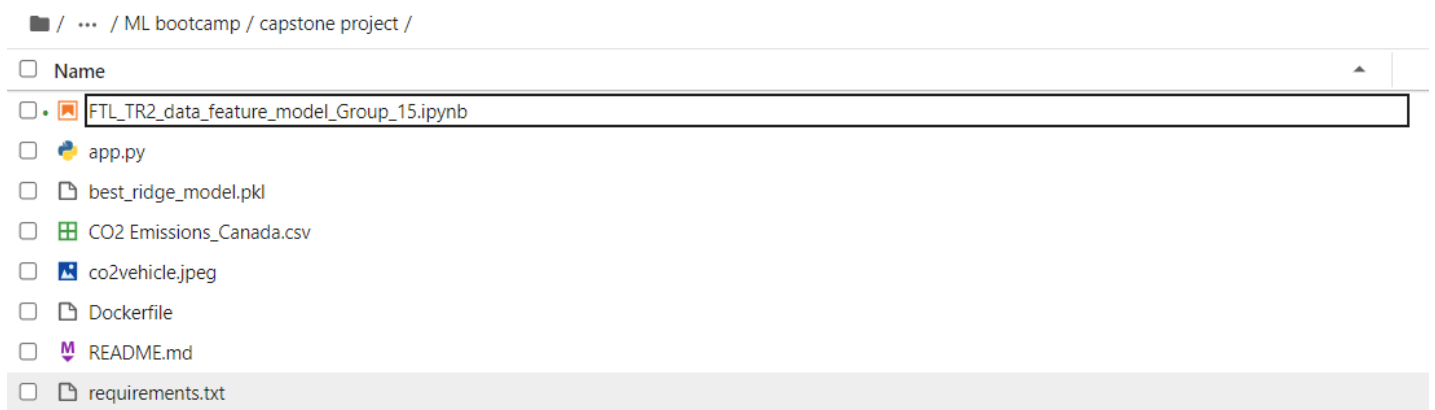 / ··· / ML bootcamp / capstone project /
Name
FTL_TR2_data_feature_model_Group_15.ipynb
app.py
best_ridge_model.pkl
CO2 Emissions_Canada.csv
co2vehicle.jpeg
Dockerfile
README.md
requirements.txt